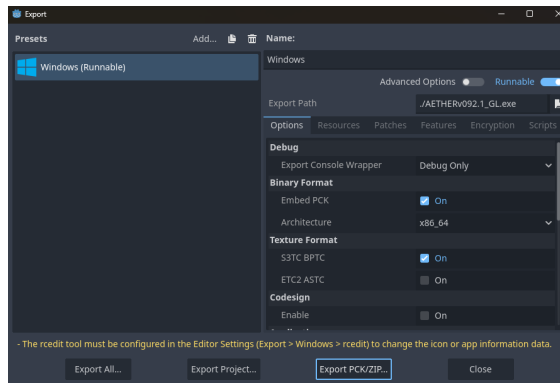 Export
Presets
Add...
Name:
Windows (Runnable)
Windows
Advanced Options
Runnable
Export Path
./AETHERv092.1_GL.exe
Options Resources Patches Features Encryption Scripts
Debug
Export Console Wrapper Debug Only
Binary Format
Embed PCK On
Architecture x86_64
Texture Format
S3TC BPTC On
ETC2 ASTC On
Codesign
Enable On
- The rcedit tool must be configured in the Editor Settings (Export > Windows > rcedit) to change the icon or app information data.
Export All... Export Project... Export PCK/ZIP... Close